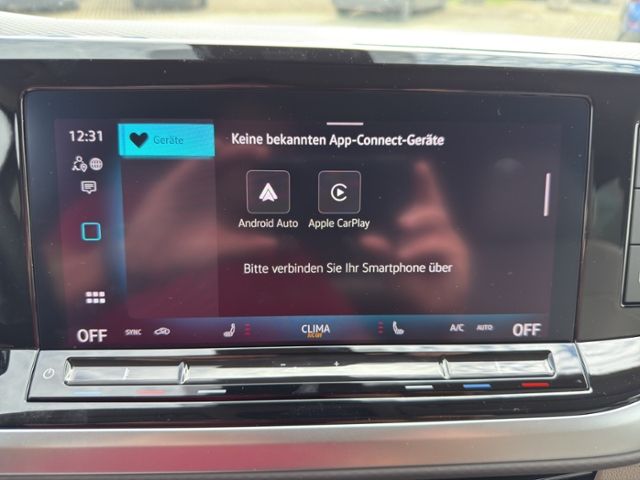 12:31
Geräte
Keine bekannten App-Connect-Geräte
Android Auto
Apple CarPlay
Bitte verbinden Sie Ihr Smartphone über
OFF
SYNC
CLIMA
A/C OFF
A/C
AUTO
OFF
- +